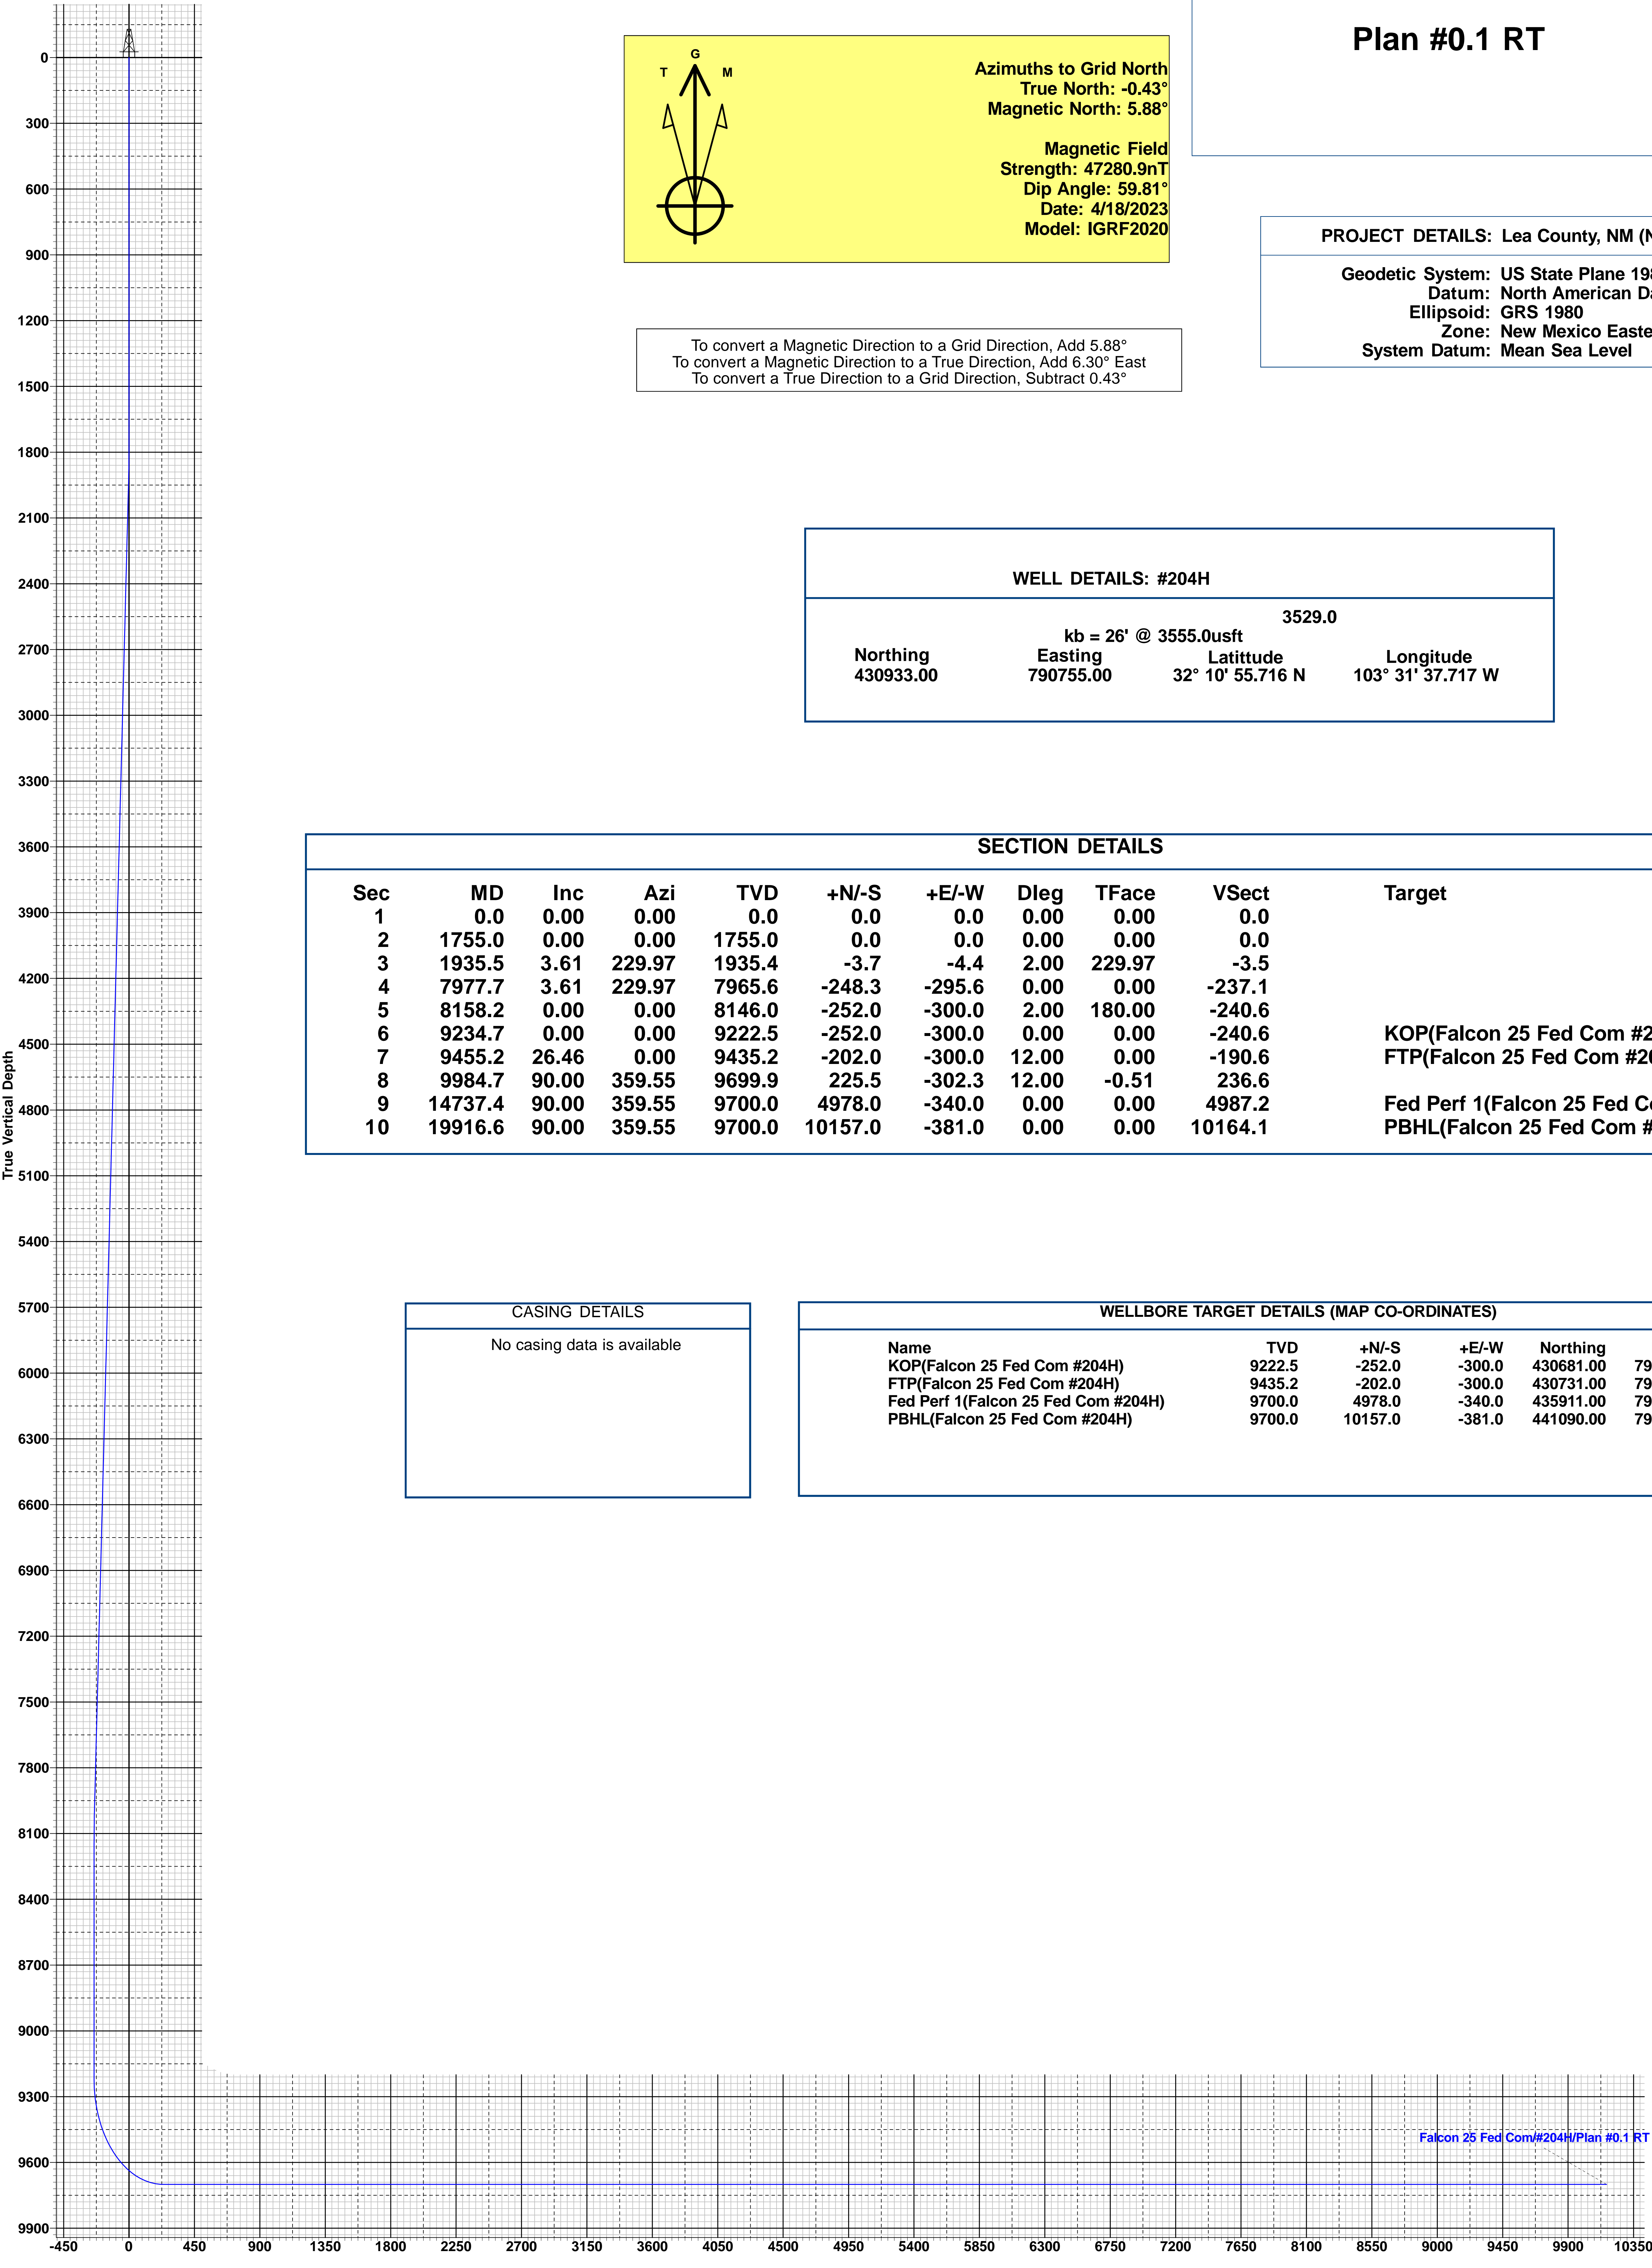 Plan #0.1 RT
G
T M
Azimuths to Grid North
True North: -0.43°
Magnetic North: 5.88°
Magnetic Field
Strength: 47280.9nT
Dip Angle: 59.81°
Date: 4/18/2023
Model: IGRF2020
PROJECT DETAILS: Lea County, NM (N
Geodetic System: US State Plane 198
Datum: North American Da
Ellipsoid: GRS 1980
Zone: New Mexico Easte
System Datum: Mean Sea Level
To convert a Magnetic Direction to a Grid Direction, Add 5.88°
To convert a Magnetic Direction to a True Direction, Add 6.30° East
To convert a True Direction to a Grid Direction, Subtract 0.43°
WELL DETAILS: #204H
3529.0
kb = 26' @ 3555.0usft
Northing Easting Latittude Longitude
430933.00 790755.00 32° 10' 55.716 N 103° 31' 37.717 W
SECTION DETAILS
Sec MD Inc Azi TVD +N/-S +E/-W Dleg TFace VSect Target
1 0.0 0.00 0.00 0.0 0.0 0.0 0.00 0.00 0.0
2 1755.0 0.00 0.00 1755.0 0.0 0.0 0.00 0.00 0.0
3 1935.5 3.61 229.97 1935.4 -3.7 -4.4 2.00 229.97 -3.5
4 7977.7 3.61 229.97 7965.6 -248.3 -295.6 0.00 0.00 -237.1
5 8158.2 0.00 0.00 8146.0 -252.0 -300.0 2.00 180.00 -240.6
6 9234.7 0.00 0.00 9222.5 -252.0 -300.0 0.00 0.00 -240.6 KOP(Falcon 25 Fed Com #2
7 9455.2 26.46 0.00 9435.2 -202.0 -300.0 12.00 0.00 -190.6 FTP(Falcon 25 Fed Com #20
8 9984.7 90.00 359.55 9699.9 225.5 -302.3 12.00 -0.51 236.6
9 14737.4 90.00 359.55 9700.0 4978.0 -340.0 0.00 0.00 4987.2 Fed Perf 1(Falcon 25 Fed Co
10 19916.6 90.00 359.55 9700.0 10157.0 -381.0 0.00 0.00 10164.1 PBHL(Falcon 25 Fed Com #
CASING DETAILS
No casing data is available
WELLBORE TARGET DETAILS (MAP CO-ORDINATES)
Name TVD +N/-S +E/-W Northing
KOP(Falcon 25 Fed Com #204H) 9222.5 -252.0 -300.0 430681.00 79
FTP(Falcon 25 Fed Com #204H) 9435.2 -202.0 -300.0 430731.00 79
Fed Perf 1(Falcon 25 Fed Com #204H) 9700.0 4978.0 -340.0 435911.00 79
PBHL(Falcon 25 Fed Com #204H) 9700.0 10157.0 -381.0 441090.00 79
True Vertical Depth
0
300
600
900
1200
1500
1800
2100
2400
2700
3000
3300
3600
3900
4200
4500
4800
5100
5400
5700
6000
6300
6600
6900
7200
7500
7800
8100
8400
8700
9000
9300
9600
9900
Falcon 25 Fed Com/#204H/Plan #0.1 RT
-450 0 450 900 1350 1800 2250 2700 3150 3600 4050 4500 4950 5400 5850 6300 6750 7200 7650 8100 8550 9000 9450 9900 10350